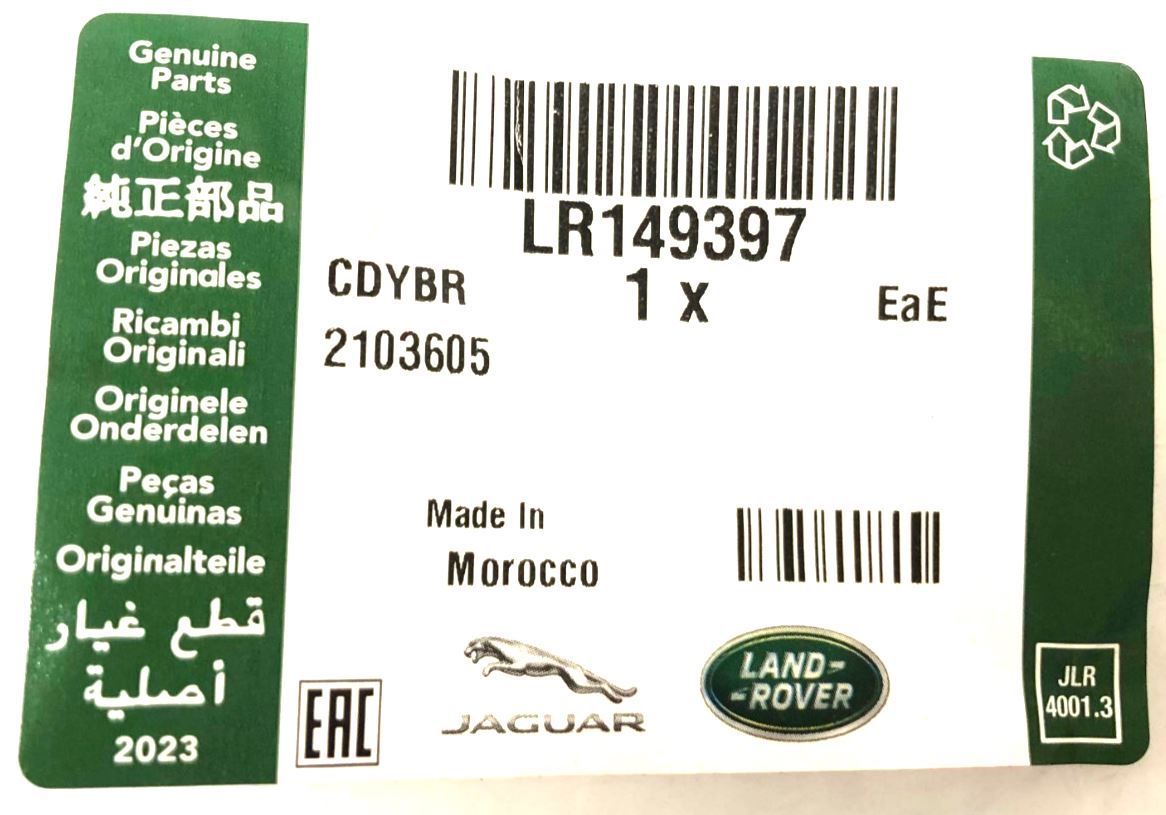 Genuine
Parts
Pièces
d'Origine
純正部品
Piezas
Originales
Ricambi
Originali
Originele
Onderdelen
Peças
Genuinas
Originalteile
قطع غيار
أصلية
2023
LR149397
CDYBR
1 x
EaE
2103605
Made In
Morocco
EAC
JAGUAR
LAND-
-ROVER
JLR
4001.3